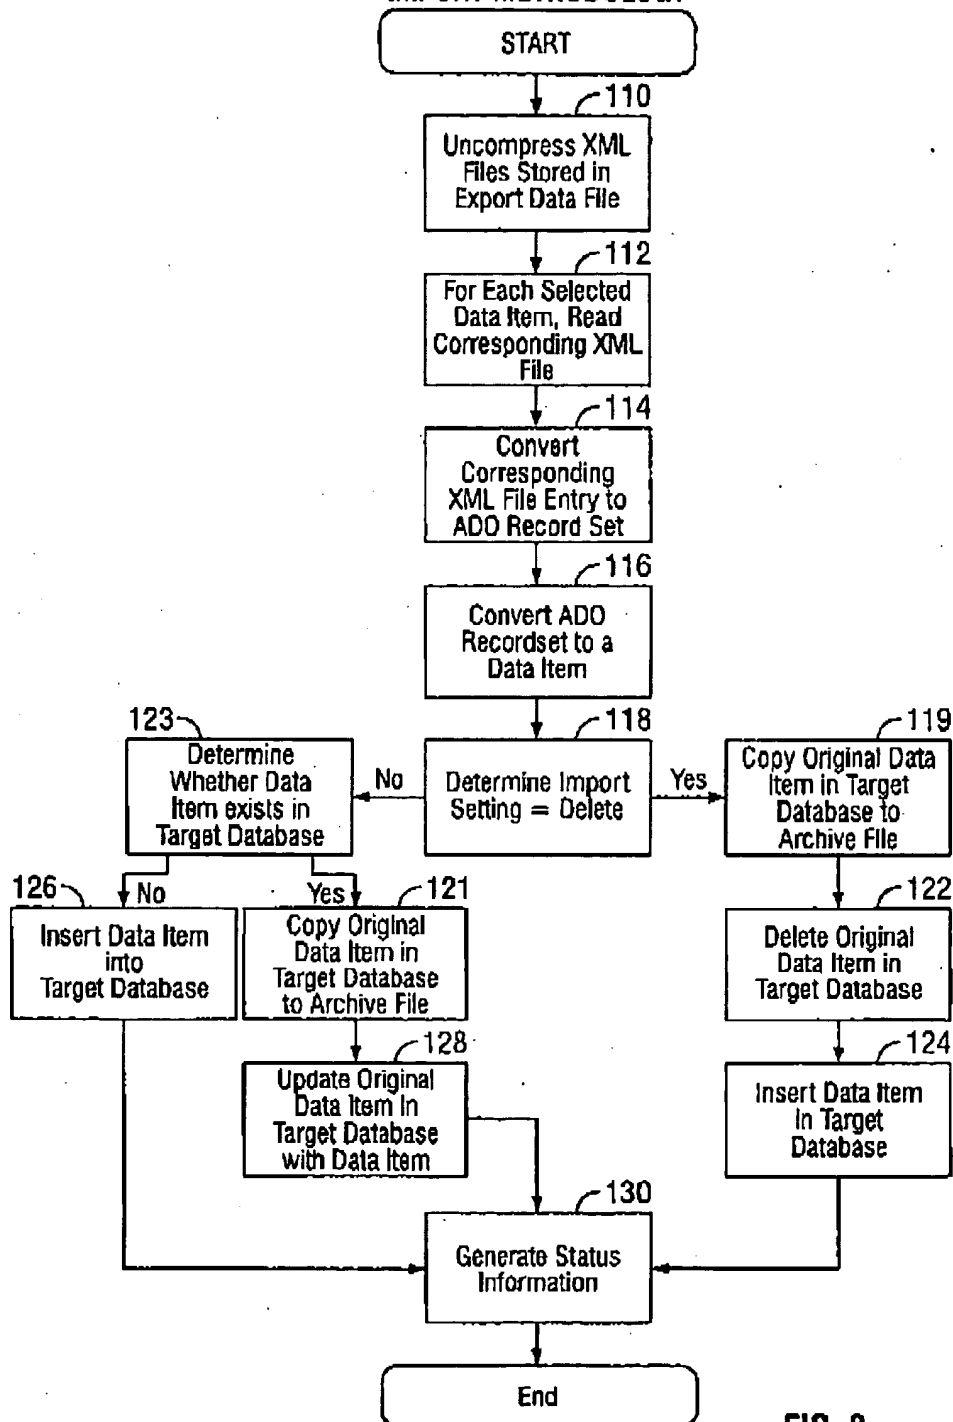 START
110
Uncompress XML
Files Stored in
Export Data File
112
For Each Selected
Data Item, Read
Corresponding XML
File
114
Convert
Corresponding
XML File Entry to
ADO Record Set
116
Convert ADO
Recordset to a
Data Item
118
Determine Import
Setting = Delete
No
Yes
123
Determine
Whether Data
Item exists in
Target Database
119
Copy Original Data
Item in Target
Database to
Archive File
126
No
Insert Data Item
into
Target Database
Yes
121
Copy Original
Data Item in
Target Database
to Archive File
122
Delete Original
Data Item in
Target Database
128
Update Original
Data Item in
Target Database
with Data Item
124
Insert Data Item
in Target
Database
130
Generate Status
Information
End